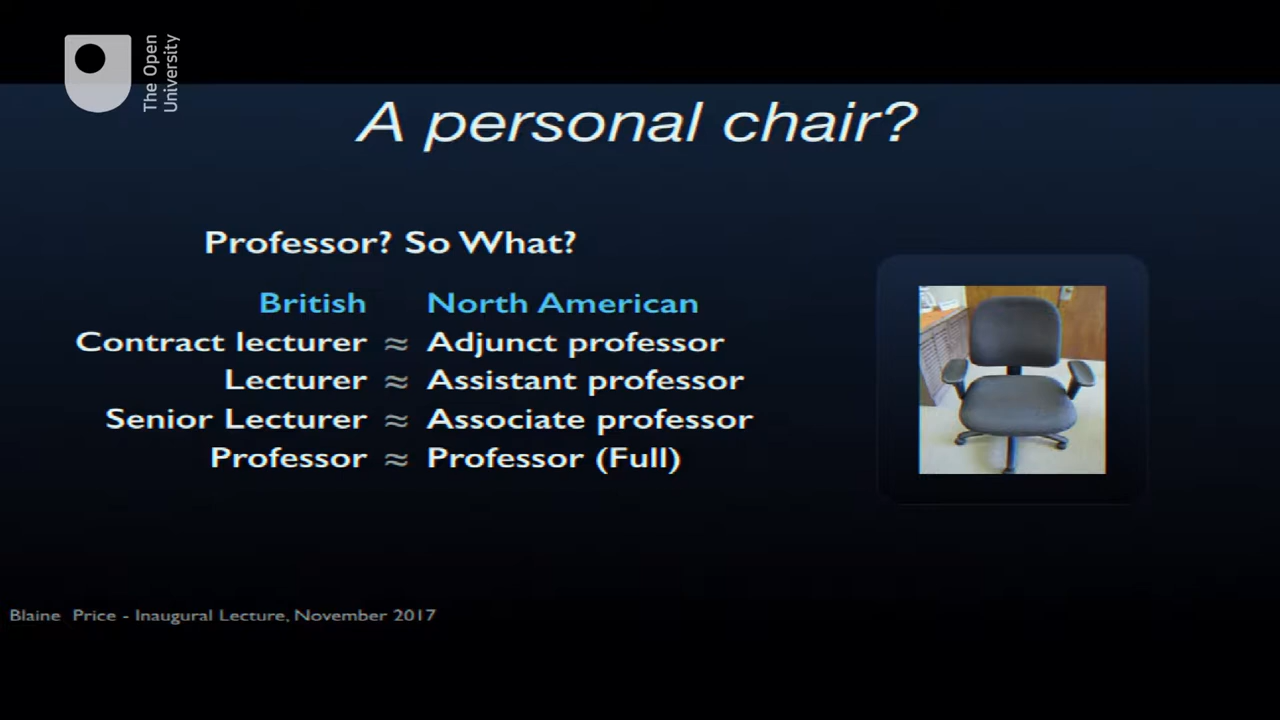 The Open
University
A personal chair?
Professor? So What?
British North American
Contract lecturer ≈ Adjunct professor
Lecturer ≈ Assistant professor
Senior Lecturer ≈ Associate professor
Professor ≈ Professor (Full)
Blaine Price - Inaugural Lecture, November 2017